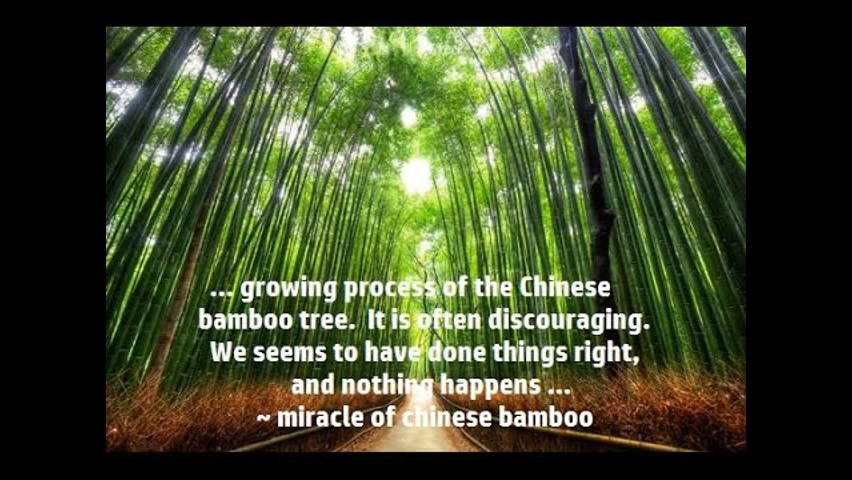 ... growing process of the Chinese
bamboo tree. It is often discouraging.
We seems to have done things right,
and nothing happens ...
~ miracle of chinese bamboo